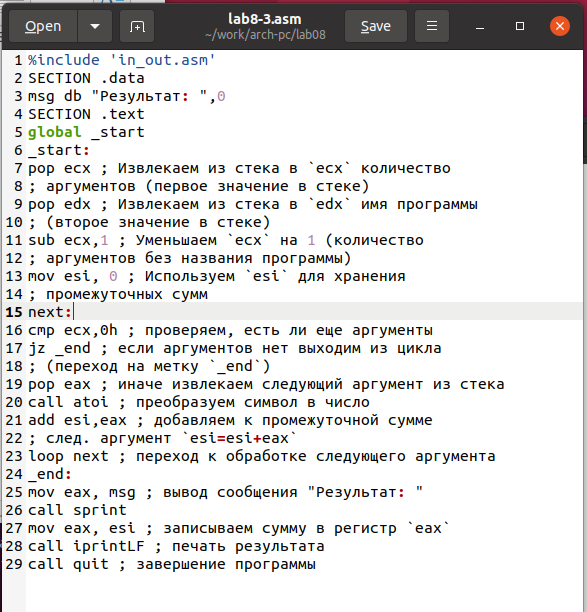 Open
lab8-3.asm
~/work/arch-pc/lab08
Save
1 %include 'in_out.asm'
2 SECTION .data
3 msg db "Результат: ",0
4 SECTION .text
5 global _start
6 _start:
7 pop ecx ; Извлекаем из стека в `ecx` количество
8 ; аргументов (первое значение в стеке)
9 pop edx ; Извлекаем из стека в `edx` имя программы
10 ; (второе значение в стеке)
11 sub ecx,1 ; Уменьшаем `ecx` на 1 (количество
12 ; аргументов без названия программы)
13 mov esi, 0 ; Используем `esi` для хранения
14 ; промежуточных сумм
15 next:
16 cmp ecx,0h ; проверяем, есть ли еще аргументы
17 jz _end ; если аргументов нет выходим из цикла
18 ; (переход на метку `_end`)
19 pop eax ; иначе извлекаем следующий аргумент из стека
20 call atoi ; преобразуем символ в число
21 add esi,eax ; добавляем к промежуточной сумме
22 ; след. аргумент `esi=esi+eax`
23 loop next ; переход к обработке следующего аргумента
24 _end:
25 mov eax, msg ; вывод сообщения "Результат: "
26 call sprint
27 mov eax, esi ; записываем сумму в регистр `eax`
28 call iprintLF ; печать результата
29 call quit ; завершение программы